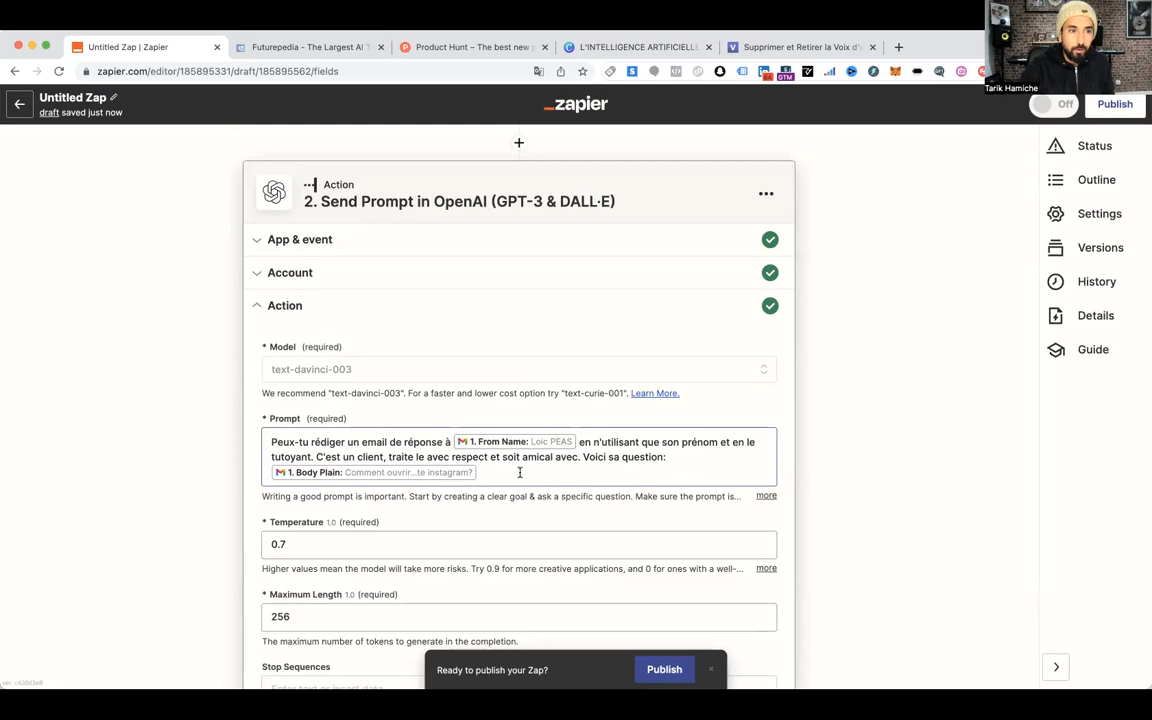 Untitled Zap | Zapier
Futurepedia - The Largest AI T
Product Hunt – The best new
L'INTELLIGENCE ARTIFICIELL
Supprimer et Retirer la Voix d'
zapier.com/editor/185895331/draft/185895562/fields
GTM
Tarik Hamiche
Untitled Zap
draft saved just now
_zapier
Off
Publish
Action
2. Send Prompt in OpenAI (GPT-3 & DALL·E)
App & event
Account
Action
* Model (required)
text-davinci-003
We recommend "text-davinci-003". For a faster and lower cost option try "text-curie-001". Learn More.
* Prompt (required)
Peux-tu rédiger un email de réponse à 1. From Name: Loic PEAS en n'utilisant que son prénom et en le
tutoyant. C'est un client, traite le avec respect et soit amical avec. Voici sa question:
1. Body Plain: Comment ouvrir...te instagram?
Writing a good prompt is important. Start by creating a clear goal & ask a specific question. Make sure the prompt is... more
* Temperature 1.0 (required)
0.7
Higher values mean the model will take more risks. Try 0.9 for more creative applications, and 0 for ones with a well-... more
* Maximum Length 1.0 (required)
256
The maximum number of tokens to generate in the completion.
Stop Sequences
Enter text or insert data...
Ready to publish your Zap?
Publish
Status
Outline
Settings
Versions
History
Details
Guide
ver. c420d3e8